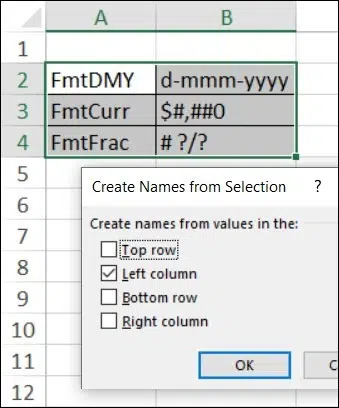 A B
1
2 FmtDMY d-mmm-yyyy
3 FmtCurr $#,##0
4 FmtFrac # ?/?
5
6
7
8
9
10
11
12
Create Names from Selection ?
Create names from values in the:
Top row
Left column
Bottom row
Right column
OK C